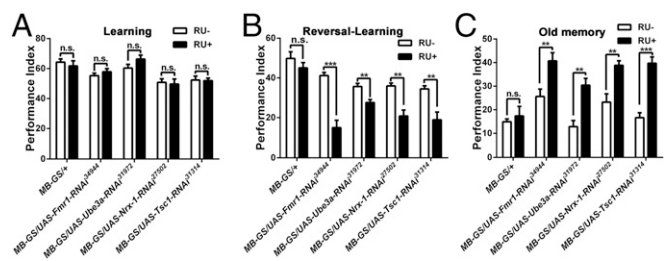 A
Learning
RU-
RU+
Performance Index
100
80
60
40
20
0
n.s.
n.s.
n.s.
n.s.
n.s.
MB-GS/+
MB-GS/UAS-Fmr1-RNAi34944
MB-GS/UAS-Ube3a-RNAi31972
MB-GS/UAS-Nrx-1-RNAi27502
MB-GS/UAS-Tsc1-RNAi31314
B
Reversal-Learning
RU-
RU+
Performance Index
60
40
20
0
n.s.
***
**
**
**
MB-GS/+
MB-GS/UAS-Fmr1-RNAi34944
MB-GS/UAS-Ube3a-RNAi31972
MB-GS/UAS-Nrx-1-RNAi27502
MB-GS/UAS-Tsc1-RNAi31314
C
Old memory
RU-
RU+
Performance Index
60
40
20
0
n.s.
**
**
**
***
MB-GS/+
MB-GS/UAS-Fmr1-RNAi34944
MB-GS/UAS-Ube3a-RNAi31972
MB-GS/UAS-Nrx-1-RNAi27502
MB-GS/UAS-Tsc1-RNAi31314